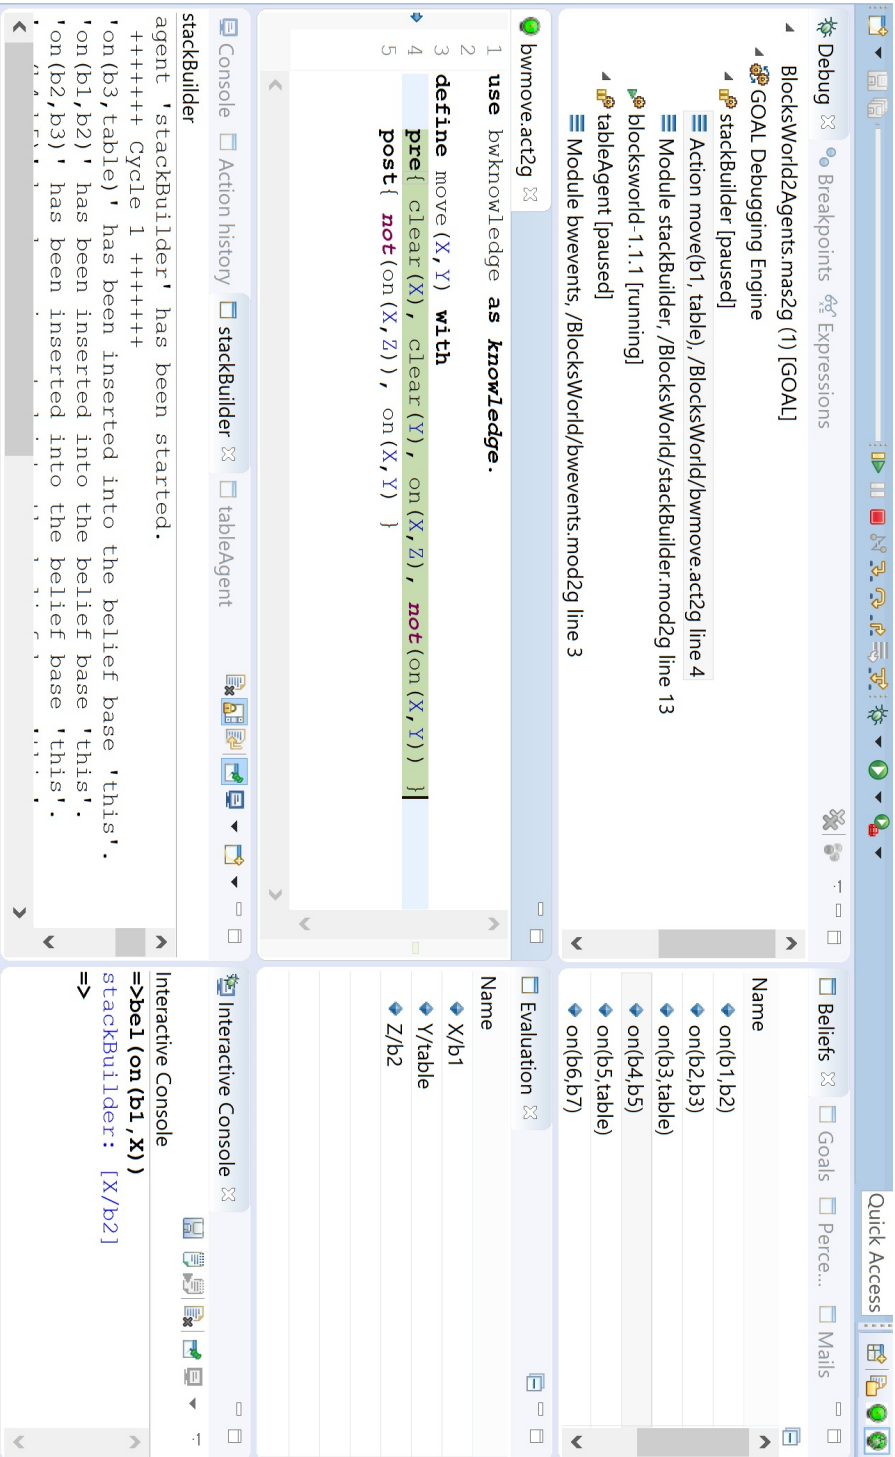 Quick Access
Debug
Breakpoints
Expressions
BlocksWorld2Agents.mas2g (1) [GOAL]
GOAL Debugging Engine
stackBuilder [paused]
Action move(b1, table), /BlocksWorld/bwmove.act2g line 4
Module stackBuilder, /BlocksWorld/stackBuilder.mod2g line 13
blocksworld-1.1.1 [running]
tableAgent [paused]
Module bwevents, /BlocksWorld/bwevents.mod2g line 3
Beliefs
Goals
Perce...
Mails
Name
on(b1,b2)
on(b2,b3)
on(b3,table)
on(b4,b5)
on(b5,table)
on(b6,b7)
bwmove.act2g
1 use bwknowledge as knowledge.
2
3 define move(X,Y) with
4 pre{ clear(X), clear(Y), on(X,Z), not(on(X,Y)) }
5 post{ not(on(X,Z)), on(X,Y) }
Evaluation
Name
X/b1
Y/table
Z/b2
Console
Action history
stackBuilder
tableAgent
stackBuilder
agent 'stackBuilder' has been started.
+++++++ Cycle 1 +++++++
'on(b3,table)' has been inserted into the belief base 'this'.
'on(b1,b2)' has been inserted into the belief base 'this'.
'on(b2,b3)' has been inserted into the belief base 'this'.
Interactive Console
Interactive Console
=>bel(on(b1,X))
stackBuilder: [X/b2]
=>